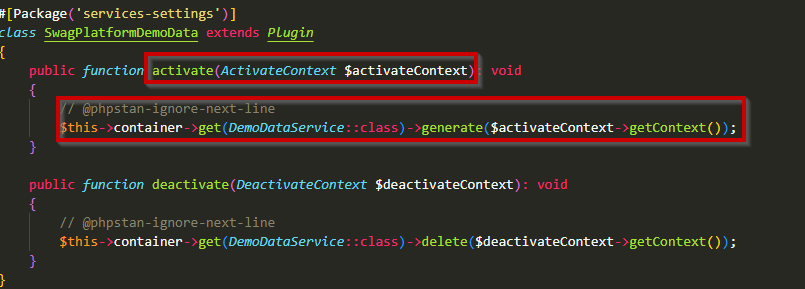 #[Package('services-settings')]
class SwagPlatformDemoData extends Plugin
{
    public function activate(ActivateContext $activateContext): void
    {
        // @phpstan-ignore-next-line
        $this->container->get(DemoDataService::class)->generate($activateContext->getContext());
    }
    public function deactivate(DeactivateContext $deactivateContext): void
    {
        // @phpstan-ignore-next-line
        $this->container->get(DemoDataService::class)->delete($deactivateContext->getContext());
    }
}